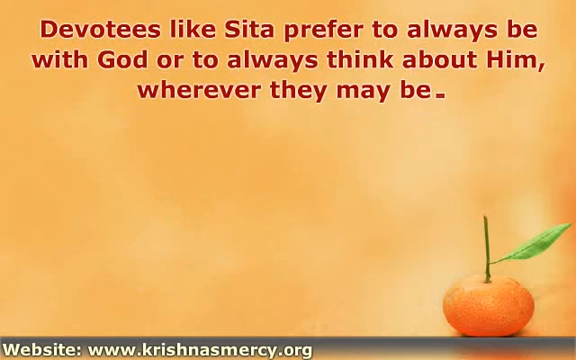 Devotees like Sita prefer to always be
with God or to always think about Him,
wherever they may be.
Website: www.krishnasmercy.org